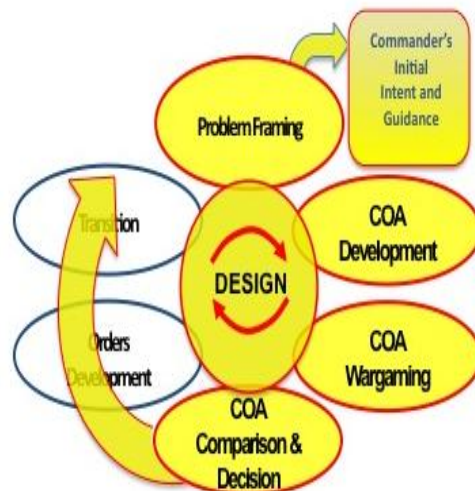 Commander's
Initial
Intent and
Guidance
Problem Framing
Transition
COA
Development
DESIGN
Orders
Development
COA
Wargaming
COA
Comparison &
Decision